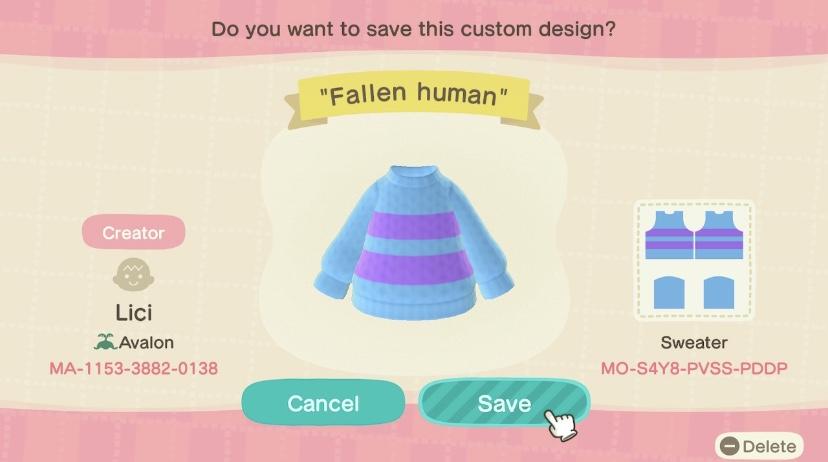 Do you want to save this custom design?
"Fallen human"
Creator
Lici
Avalon
MA-1153-3882-0138
Sweater
MO-S4Y8-PVSS-PDDP
Cancel
Save
Delete